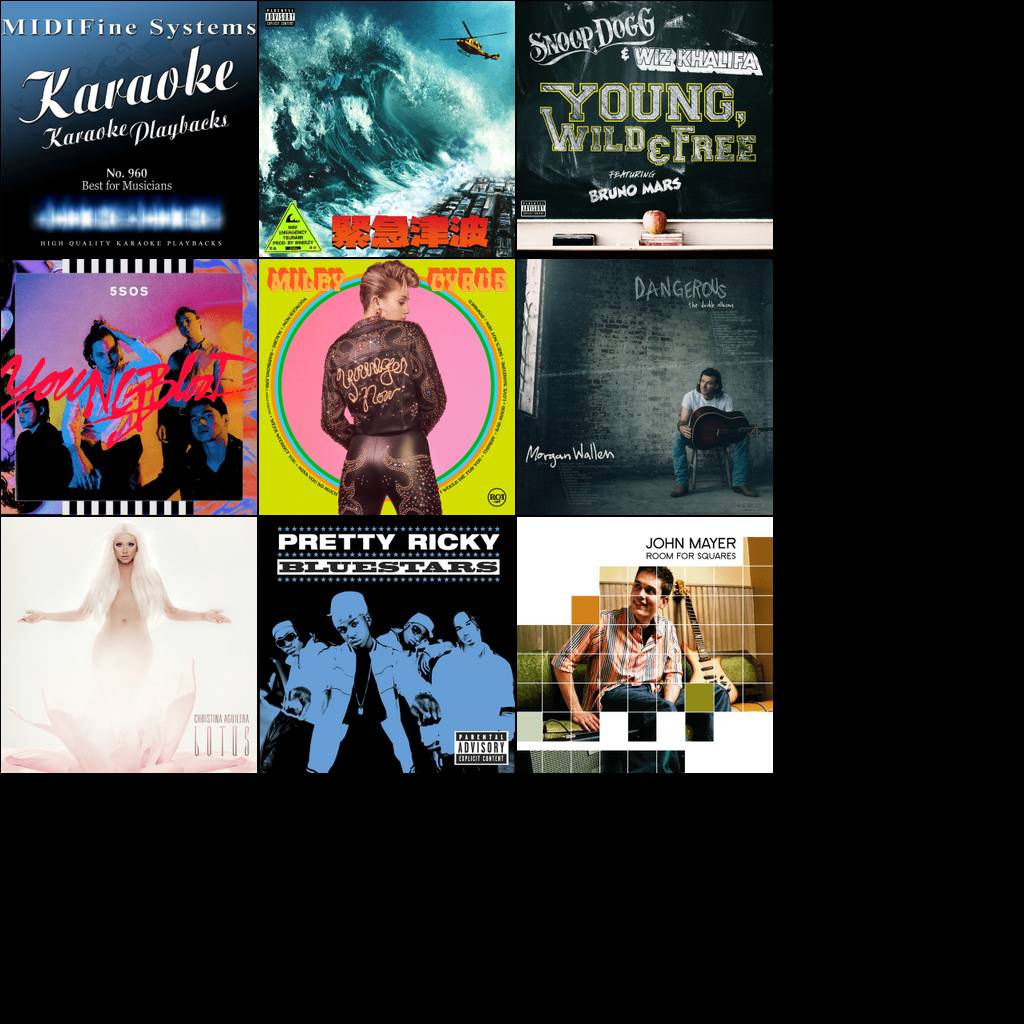 MIDIFine Systems
Karaoke
Karaoke Playbacks
No. 960
Best for Musicians
HIGH QUALITY KARAOKE PLAYBACKS
PARENTAL
ADVISORY
EXPLICIT CONTENT
NAV
EMERGENCY
TSUNAMI
PROD BY WHEEZY
緊急津波
SNOOP DOGG
& WIZ KHALIFA
YOUNG,
WILD & FREE
FEATURING
BRUNO MARS
PARENTAL
ADVISORY
EXPLICIT CONTENT
5SOS
YOUNGBlooD
MILEY CYRUS
Younger
Now
DANGEROUS
the double album
Morgan Wallen
CHRISTINA AGUILERA
LOTUS
PRETTY RICKY
BLUESTARS
PARENTAL
ADVISORY
EXPLICIT CONTENT
JOHN MAYER
ROOM FOR SQUARES